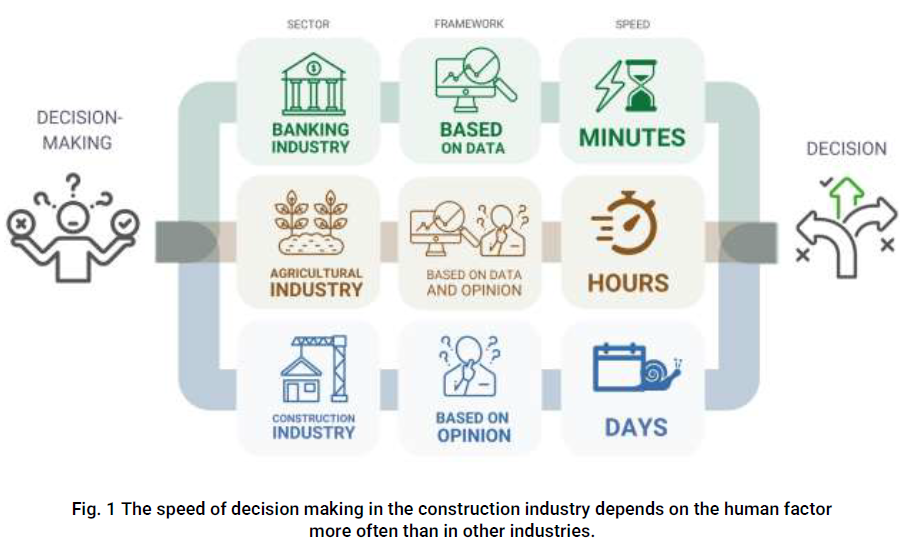 SECTOR
FRAMEWORK
SPEED
DECISION-
MAKING
BANKING
INDUSTRY
BASED
ON DATA
MINUTES
DECISION
AGRICULTURAL
INDUSTRY
BASED ON DATA
AND OPINION
HOURS
CONSTRUCTION
INDUSTRY
BASED ON
OPINION
DAYS
Fig. 1 The speed of decision making in the construction industry depends on the human factor
more often than in other industries.